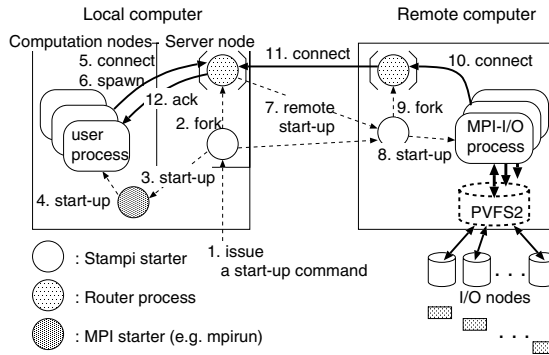 Local computer
Remote computer
Computation nodes
Server node
5. connect
6. spawn
11. connect
10. connect
12. ack
2. fork
7. remote
start-up
9. fork
user
process
MPI-I/O
process
3. start-up
8. start-up
4. start-up
PVFS2
1. issue
a start-up command
: Stampi starter
: Router process
: MPI starter (e.g. mpirun)
. . .
I/O nodes
. . .